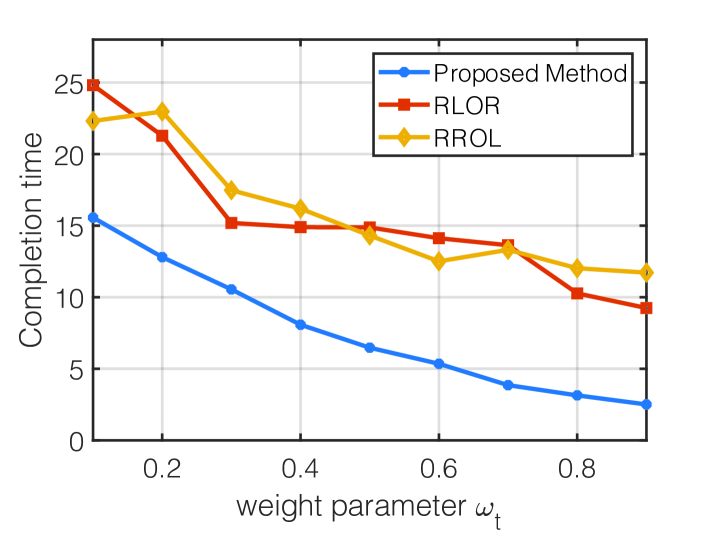 Proposed Method
RLOR
RROL
25
20
15
10
5
0
Completion time
0.2 0.4 0.6 0.8
weight parameter ωt